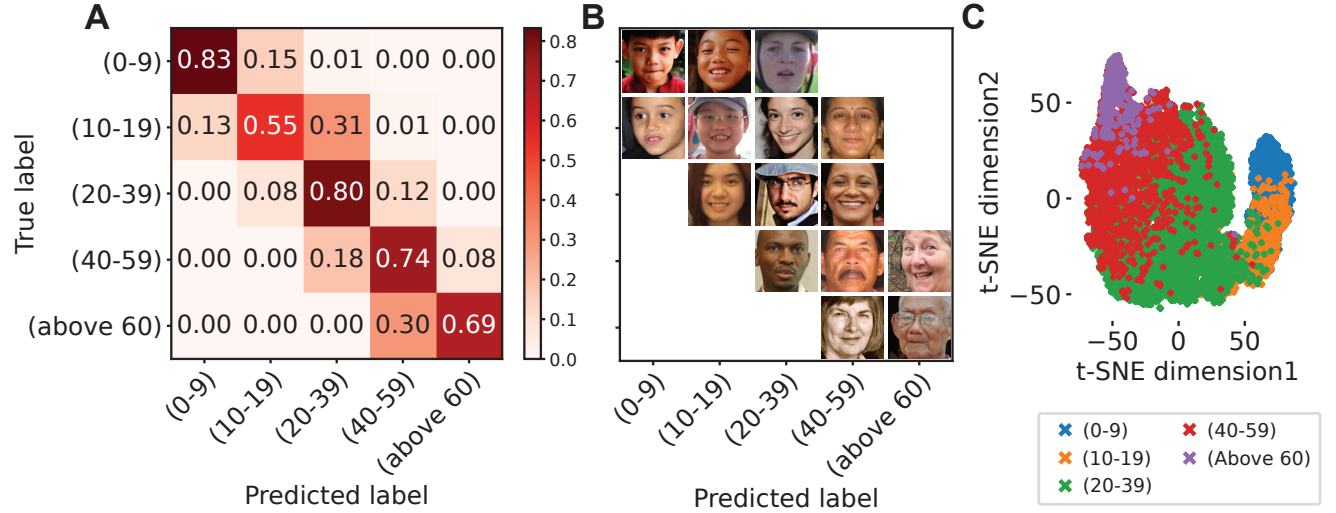 A
B
C
True label
(0-9)
(10-19)
(20-39)
(40-59)
(above 60)
0.83 0.15 0.01 0.00 0.00
0.13 0.55 0.31 0.01 0.00
0.00 0.08 0.80 0.12 0.00
0.00 0.00 0.18 0.74 0.08
0.00 0.00 0.00 0.30 0.69
(0-9) (10-19) (20-39) (40-59) (above 60)
Predicted label
0.8
0.7
0.6
0.5
0.4
0.3
0.2
0.1
0.0
(0-9) (10-19) (20-39) (40-59) (above 60)
Predicted label
t-SNE dimension2
50
0
−50
−50 0 50
t-SNE dimension1
(0-9) (40-59)
(10-19) (Above 60)
(20-39)